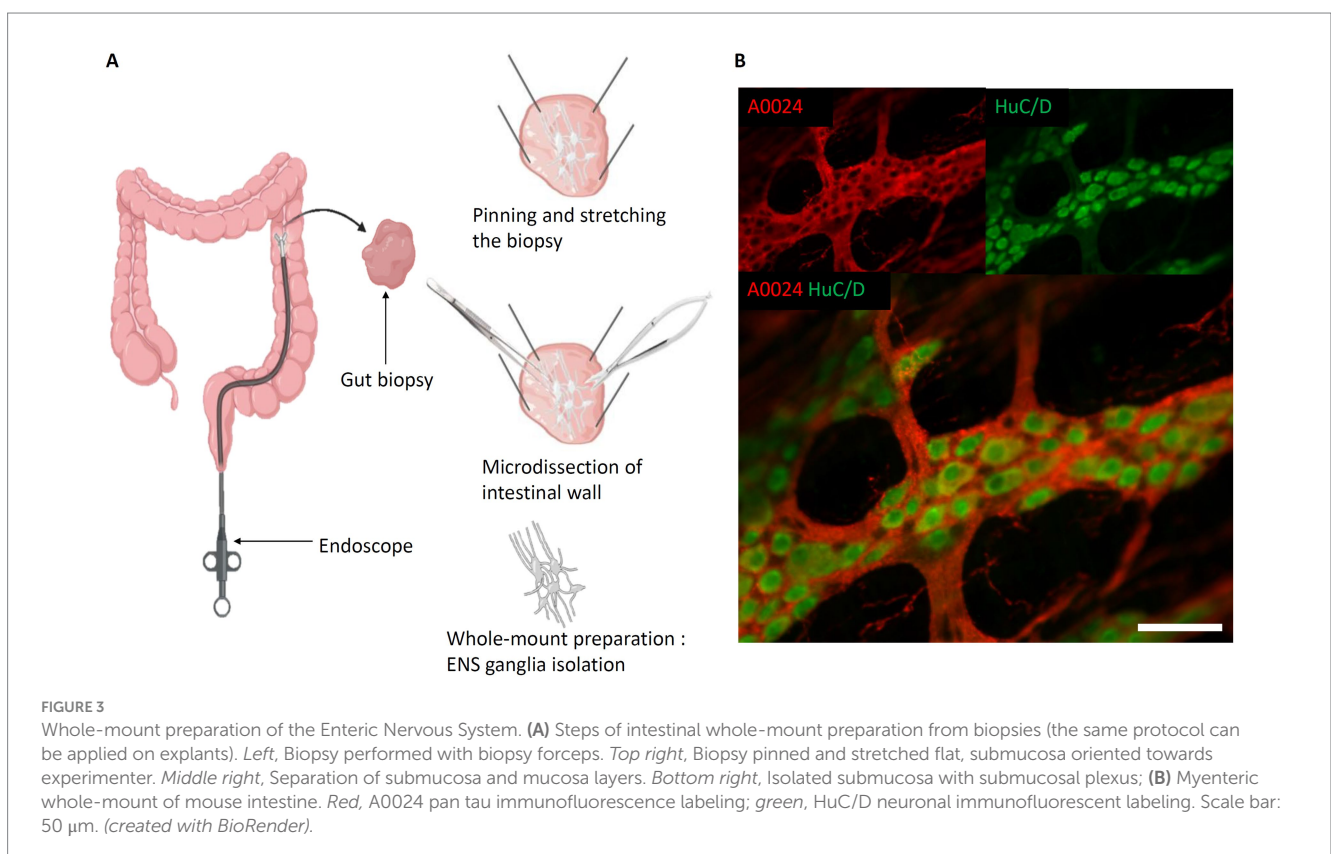 A
Pinning and stretching
the biopsy
Gut biopsy
Microdissection of
intestinal wall
Endoscope
Whole-mount preparation :
ENS ganglia isolation
B
A0024
HuC/D
A0024 HuC/D
FIGURE 3
Whole-mount preparation of the Enteric Nervous System. (A) Steps of intestinal whole-mount preparation from biopsies (the same protocol can
be applied on explants). Left, Biopsy performed with biopsy forceps. Top right, Biopsy pinned and stretched flat, submucosa oriented towards
experimenter. Middle right, Separation of submucosa and mucosa layers. Bottom right, Isolated submucosa with submucosal plexus; (B) Myenteric
whole-mount of mouse intestine. Red, A0024 pan tau immunofluorescence labeling; green, HuC/D neuronal immunofluorescent labeling. Scale bar:
50 μm. (created with BioRender).